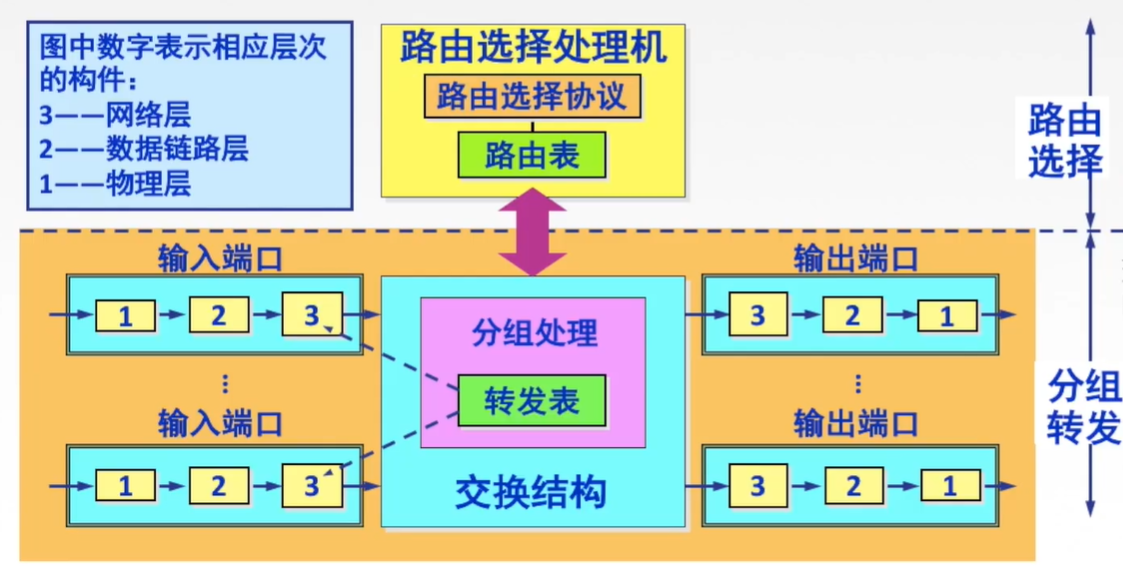 图中数字表示相应层次
的构件：
3——网络层
2——数据链路层
1——物理层
路由选择处理机
路由选择协议
路由表
路由
选择
输入端口
1
2
3
输入端口
1
2
3
分组处理
转发表
交换结构
输出端口
3
2
1
输出端口
3
2
1
分组
转发